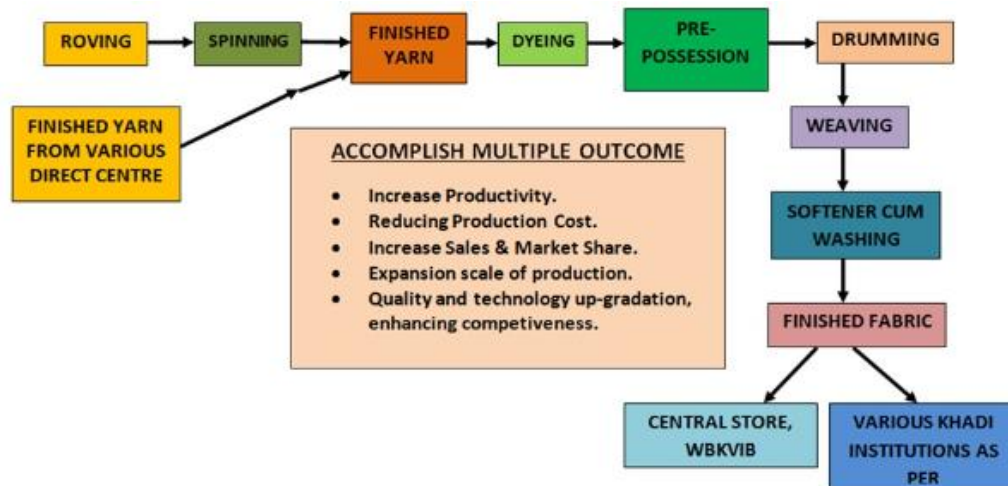 ROVING
SPINNING
FINISHED
YARN
DYEING
PRE-
POSSESSION
DRUMMING
FINISHED YARN
FROM VARIOUS
DIRECT CENTRE
WEAVING
ACCOMPLISH MULTIPLE OUTCOME
• Increase Productivity.
• Reducing Production Cost.
• Increase Sales & Market Share.
• Expansion scale of production.
• Quality and technology up-gradation,
enhancing competiveness.
SOFTENER CUM
WASHING
FINISHED FABRIC
CENTRAL STORE,
WBKVIB
VARIOUS KHADI
INSTITUTIONS AS
PER